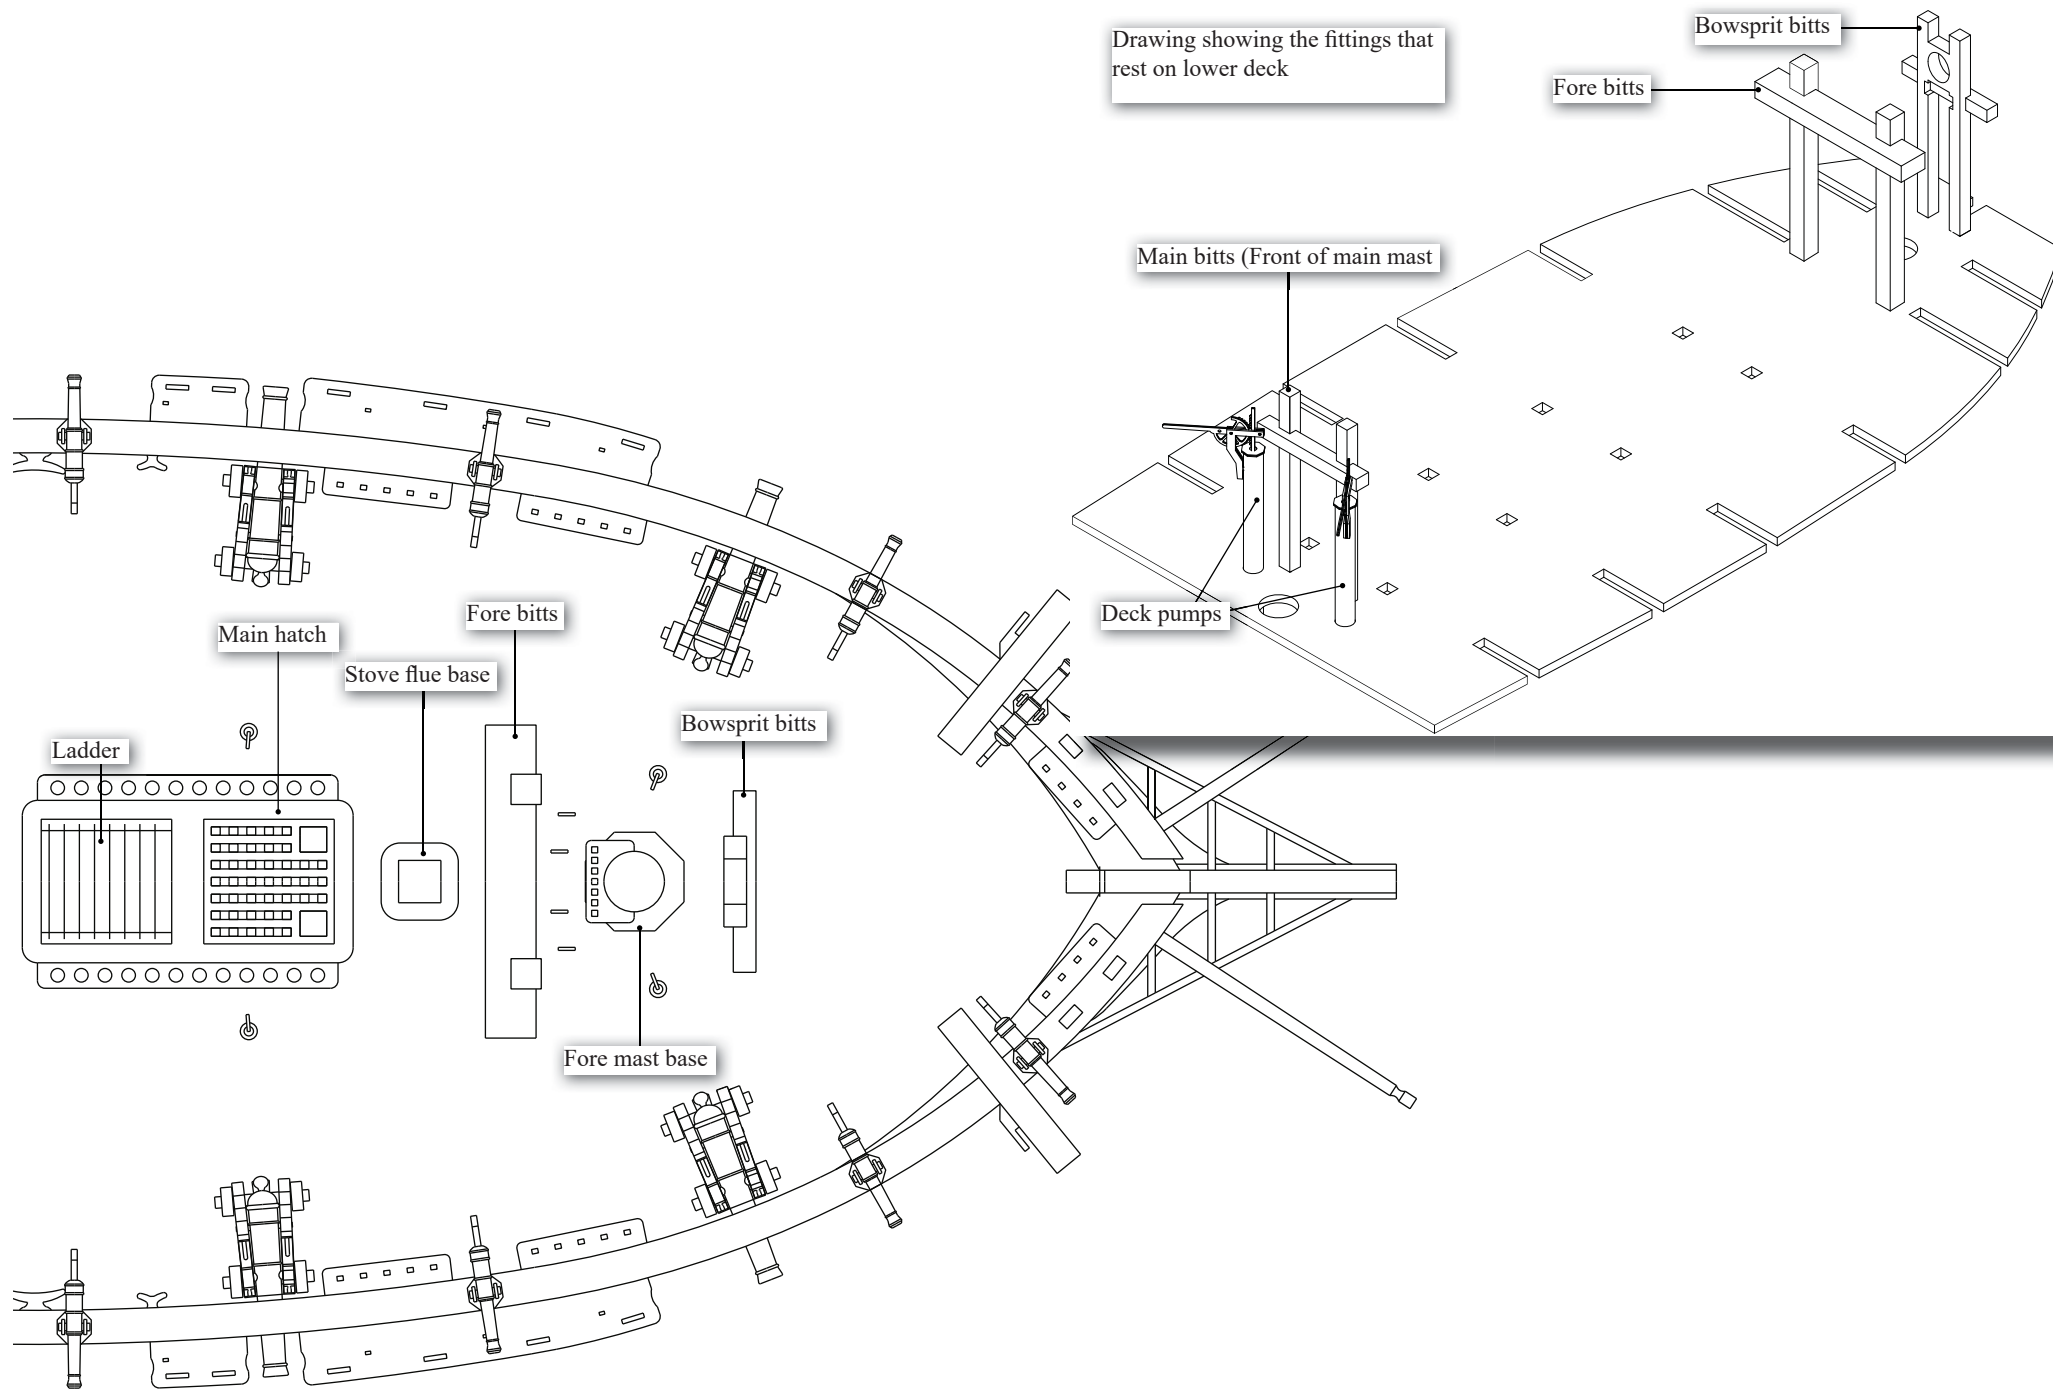 Drawing showing the fittings that
rest on lower deck
Bowsprit bitts
Fore bitts
Main bitts (Front of main mast
Deck pumps
Fore bitts
Main hatch
Stove flue base
Bowsprit bitts
Ladder
Fore mast base